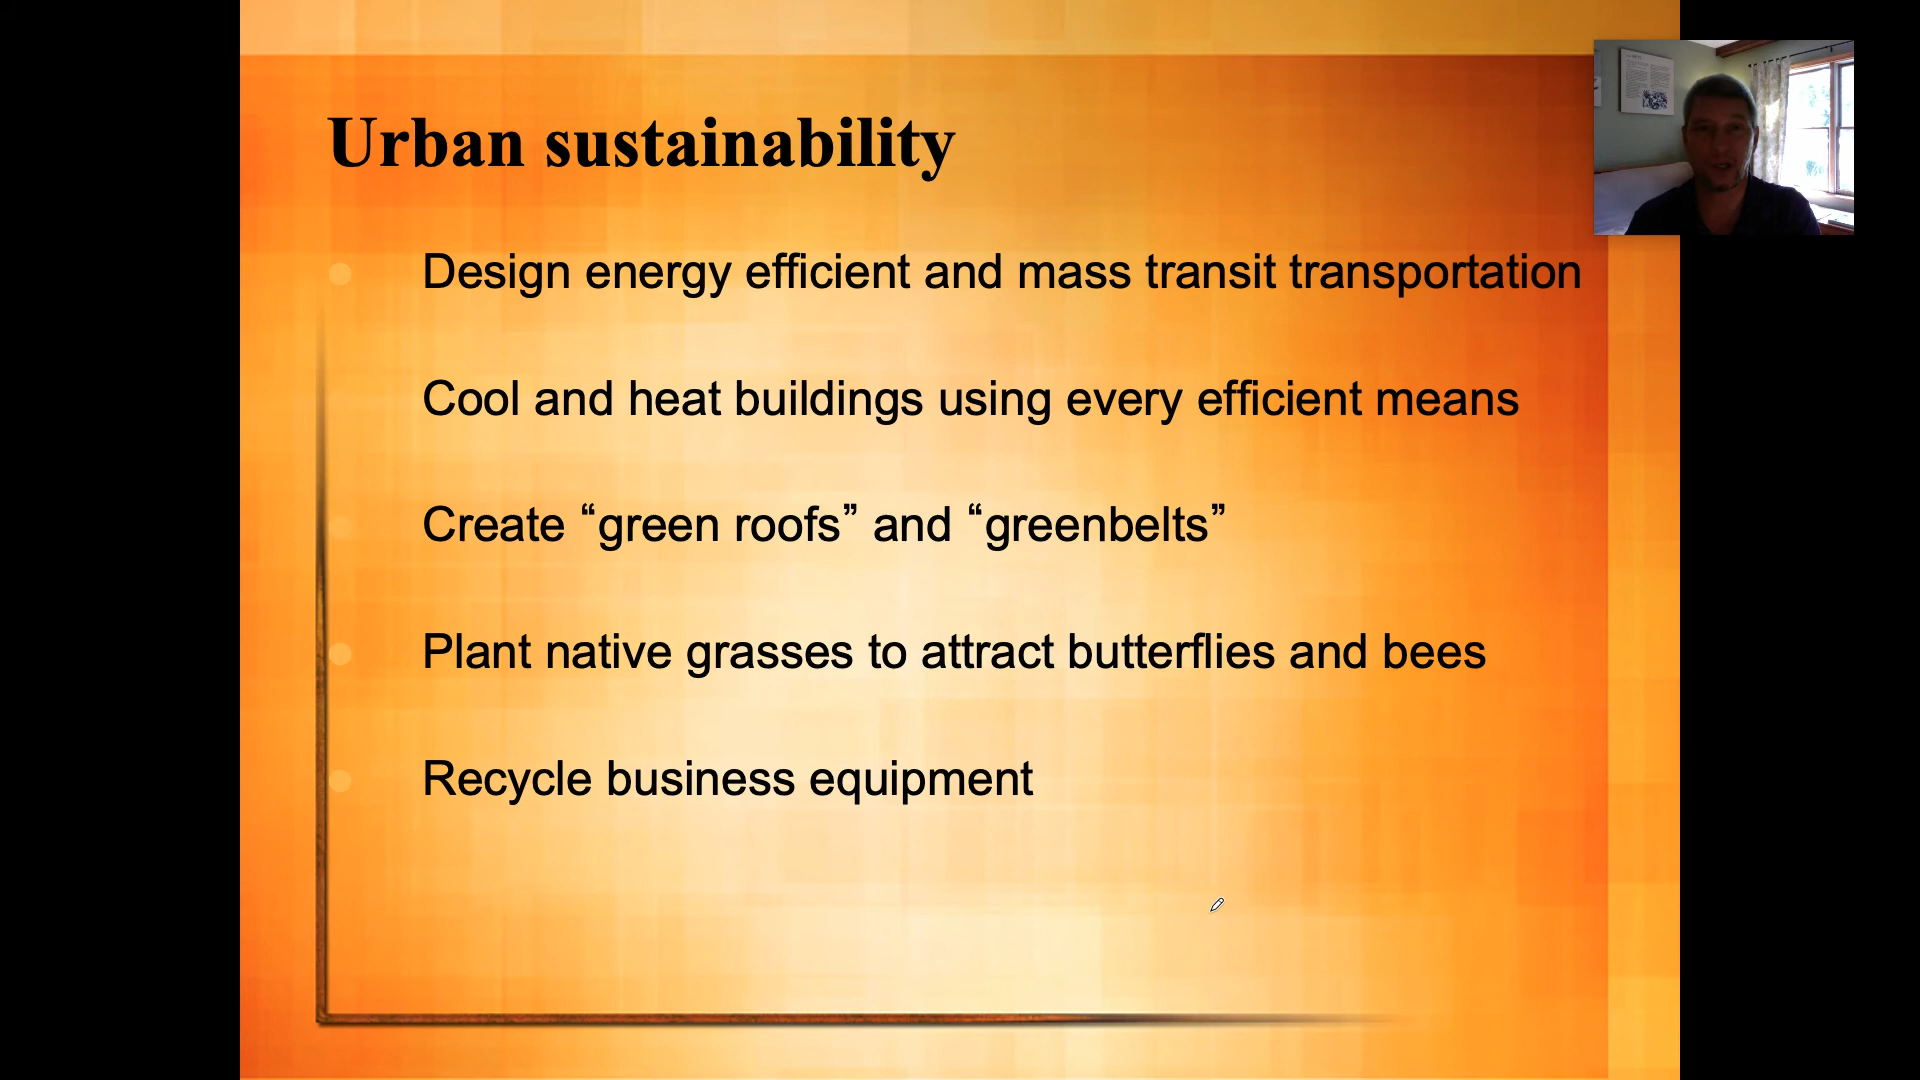 Urban sustainability
Design energy efficient and mass transit transportation
Cool and heat buildings using every efficient means
Create “green roofs” and “greenbelts”
Plant native grasses to attract butterflies and bees
Recycle business equipment